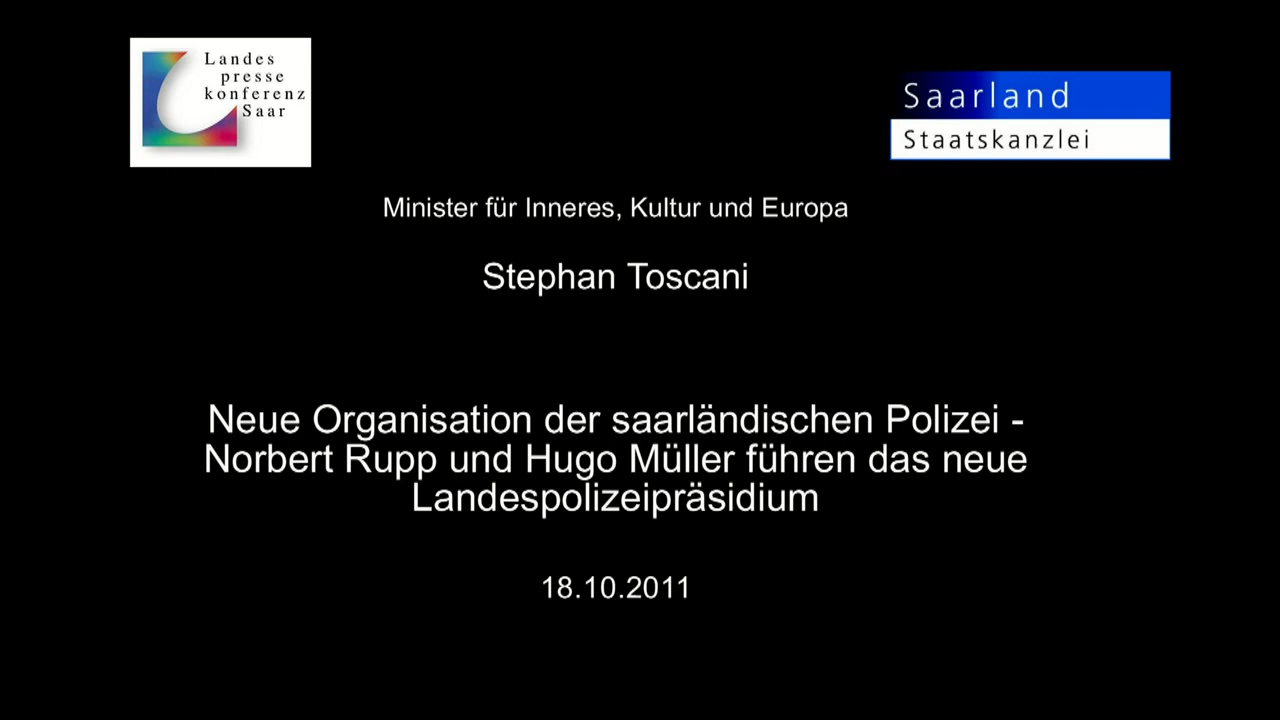 Landes
presse
konferenz
Saar
Saarland
Staatskanzlei
Minister für Inneres, Kultur und Europa
Stephan Toscani
Neue Organisation der saarländischen Polizei -
Norbert Rupp und Hugo Müller führen das neue
Landespolizeipräsidium
18.10.2011